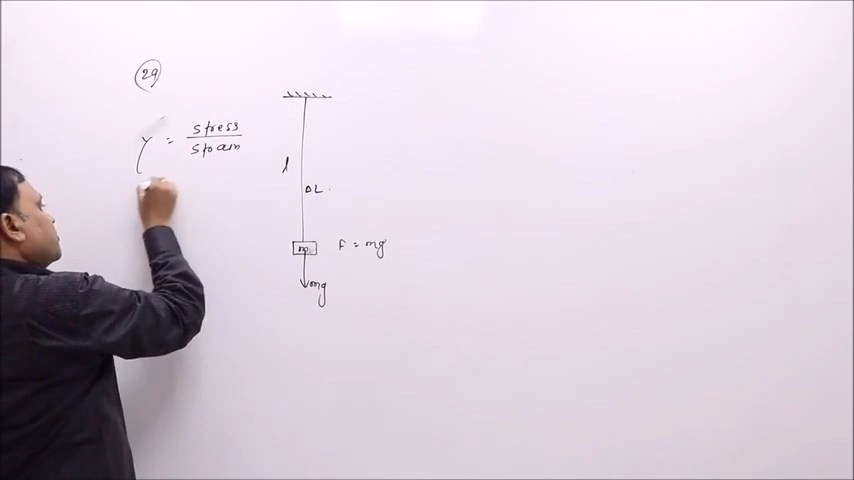 29
Y = stress / strain
l
ΔL
m
F = mg
mg